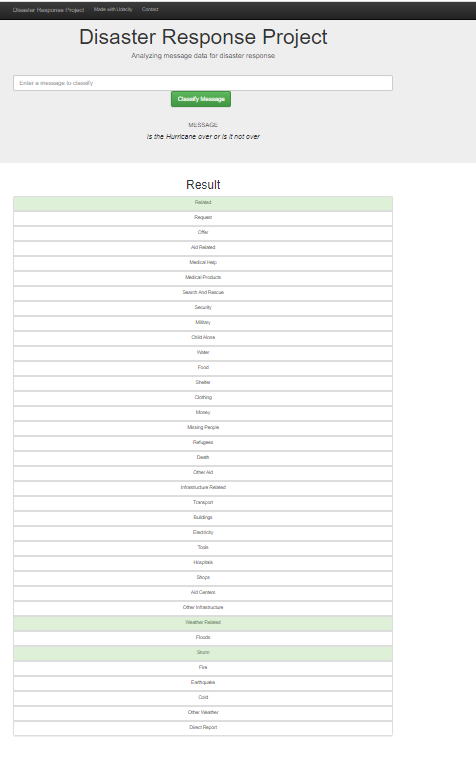 Disaster Response Project Made with Udacity Contact
Disaster Response Project
Analyzing message data for disaster response
Enter a message to classify
Classify Message
MESSAGE
Is the Hurricane over or is it not over
Result
Related
Request
Offer
Aid Related
Medical Help
Medical Products
Search And Rescue
Security
Military
Child Alone
Water
Food
Shelter
Clothing
Money
Missing People
Refugees
Death
Other Aid
Infrastructure Related
Transport
Buildings
Electricity
Tools
Hospitals
Shops
Aid Centers
Other Infrastructure
Weather Related
Floods
Storm
Fire
Earthquake
Cold
Other Weather
Direct Report